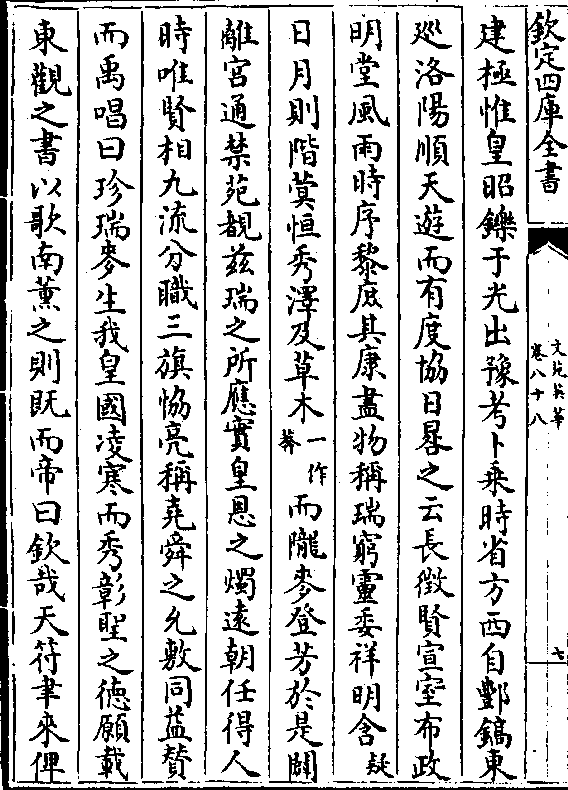 欽定四庫全書
文苑英華
卷八十八
七
建極惟皇昭鑠于光出豫考卜乗時省方西自酆鎬東
廵洛陽順天遊而有度協日晷之云長徴賢宣室布政
明堂風雨時序黎庶其康盡物稱瑞窮靈委祥明含疑
日月則階蓂恒秀澤及草木一作莽而隴麥登芳於是闢
離宮通禁苑覩兹瑞之所應實皇恩之燭逺朝任得人
時唯賢相九流分職三旗恊亮稱堯舜之允敷同益賛
而禹唱曰珍瑞麥生我皇國凌寒而秀彰聖之徳願載
東觀之書以歌南薫之則既而帝曰欽哉天符聿來俾